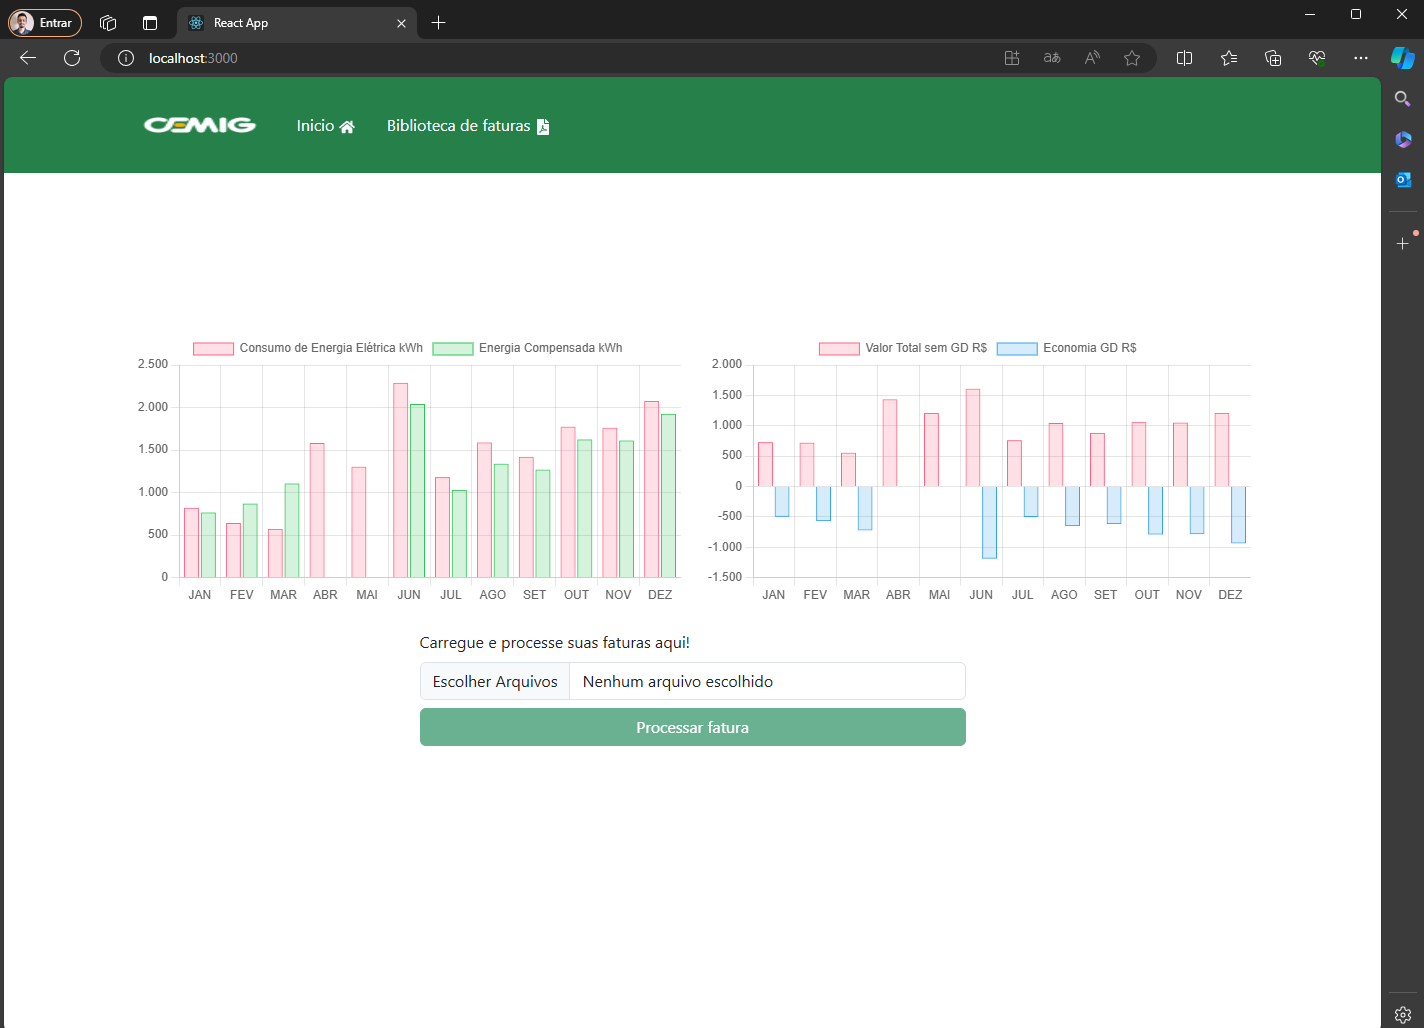 Entrar
React App
localhost:3000
CEMIG Inicio Biblioteca de faturas
Consumo de Energia Elétrica kWh Energia Compensada kWh
2.500
2.000
1.500
1.000
500
0
JAN FEV MAR ABR MAI JUN JUL AGO SET OUT NOV DEZ
Valor Total sem GD R$ Economia GD R$
2.000
1.500
1.000
500
0
-500
-1.000
-1.500
JAN FEV MAR ABR MAI JUN JUL AGO SET OUT NOV DEZ
Carregue e processe suas faturas aqui!
Escolher Arquivos Nenhum arquivo escolhido
Processar fatura